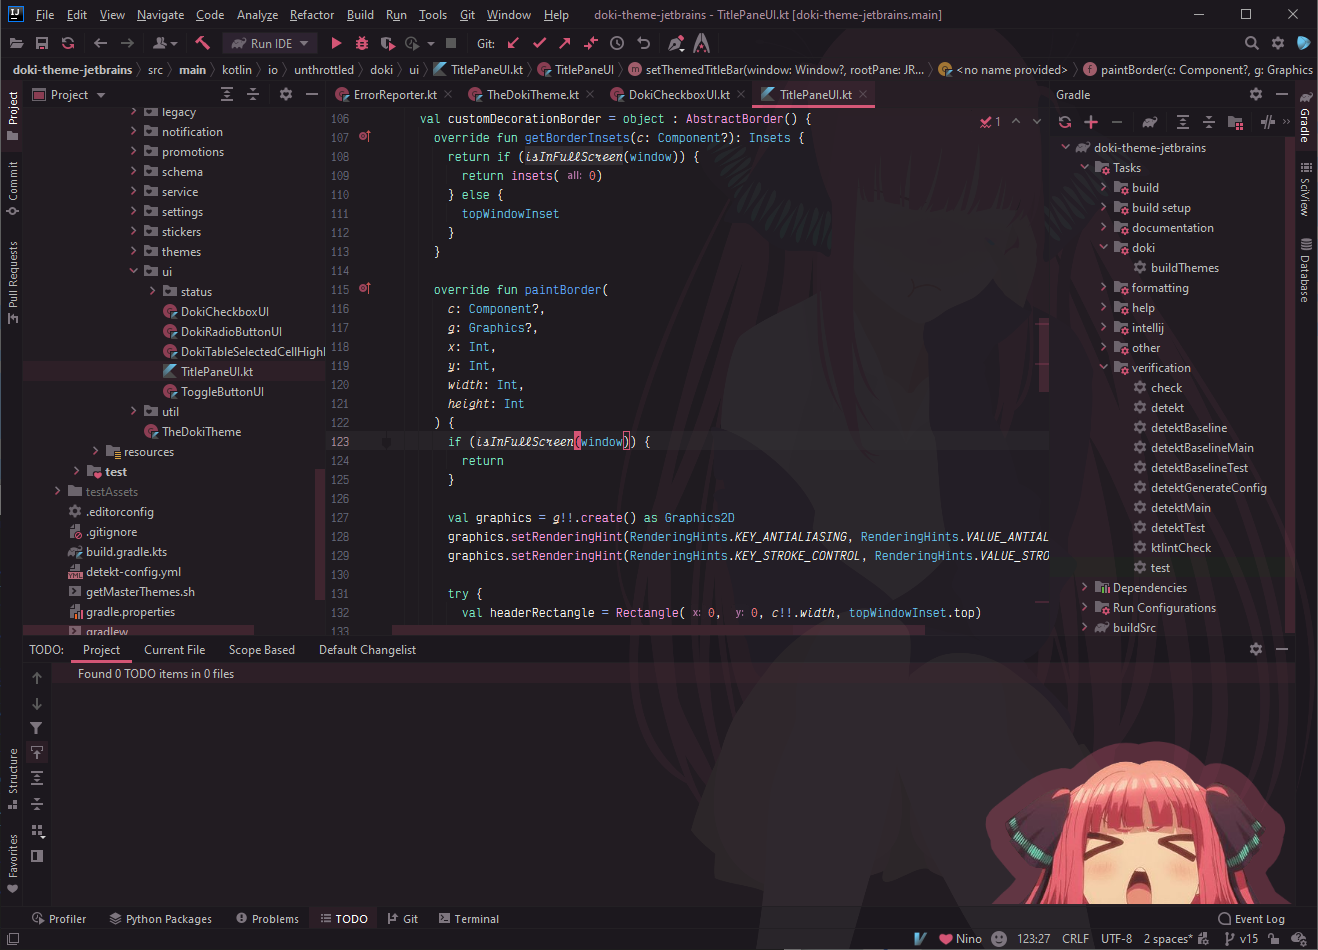 IJ File Edit View Navigate Code Analyze Refactor Build Run Tools Git Window Help doki-theme-jetbrains - TitlePaneUI.kt [doki-theme-jetbrains.main]
Run IDE Git:
doki-theme-jetbrains src main kotlin io unthrottled doki ui TitlePaneUI.kt TitlePaneUI setThemedTitleBar(window: Window?, rootPane: JR... <no name provided> paintBorder(c: Component?, g: Graphics
Project
Commit
Pull Requests
Structure
Favorites
Project
legacy
notification
promotions
schema
service
settings
stickers
themes
ui
status
DokiCheckboxUI
DokiRadioButtonUI
DokiTableSelectedCellHighl
TitlePaneUI.kt
ToggleButtonUI
util
TheDokiTheme
resources
test
testAssets
.editorconfig
.gitignore
build.gradle.kts
detekt-config.yml
getMasterThemes.sh
gradle.properties
gradlew
ErrorReporter.kt TheDokiTheme.kt DokiCheckboxUI.kt TitlePaneUI.kt
1
106 val customDecorationBorder = object : AbstractBorder() {
107 override fun getBorderInsets(c: Component?): Insets {
108 return if (isInFullScreen(window)) {
109 return insets( all: 0)
110 } else {
111 topWindowInset
112 }
113 }
114
115 override fun paintBorder(
116 c: Component?,
117 g: Graphics?,
118 x: Int,
119 y: Int,
120 width: Int,
121 height: Int
122 ) {
123 if (isInFullScreen(window)) {
124 return
125 }
126
127 val graphics = g!!.create() as Graphics2D
128 graphics.setRenderingHint(RenderingHints.KEY_ANTIALIASING, RenderingHints.VALUE_ANTIAL
129 graphics.setRenderingHint(RenderingHints.KEY_STROKE_CONTROL, RenderingHints.VALUE_STRO
130
131 try {
132 val headerRectangle = Rectangle( x: 0, y: 0, c!!.width, topWindowInset.top)
133
Gradle
doki-theme-jetbrains
Tasks
build
build setup
documentation
doki
buildThemes
formatting
help
intellij
other
verification
check
detekt
detektBaseline
detektBaselineMain
detektBaselineTest
detektGenerateConfig
detektMain
detektTest
ktlintCheck
test
Dependencies
Run Configurations
buildSrc
Gradle
SciView
Database
TODO: Project Current File Scope Based Default Changelist
Found 0 TODO items in 0 files
Profiler Python Packages Problems TODO Git Terminal Event Log
Nino 123:27 CRLF UTF-8 2 spaces* v15